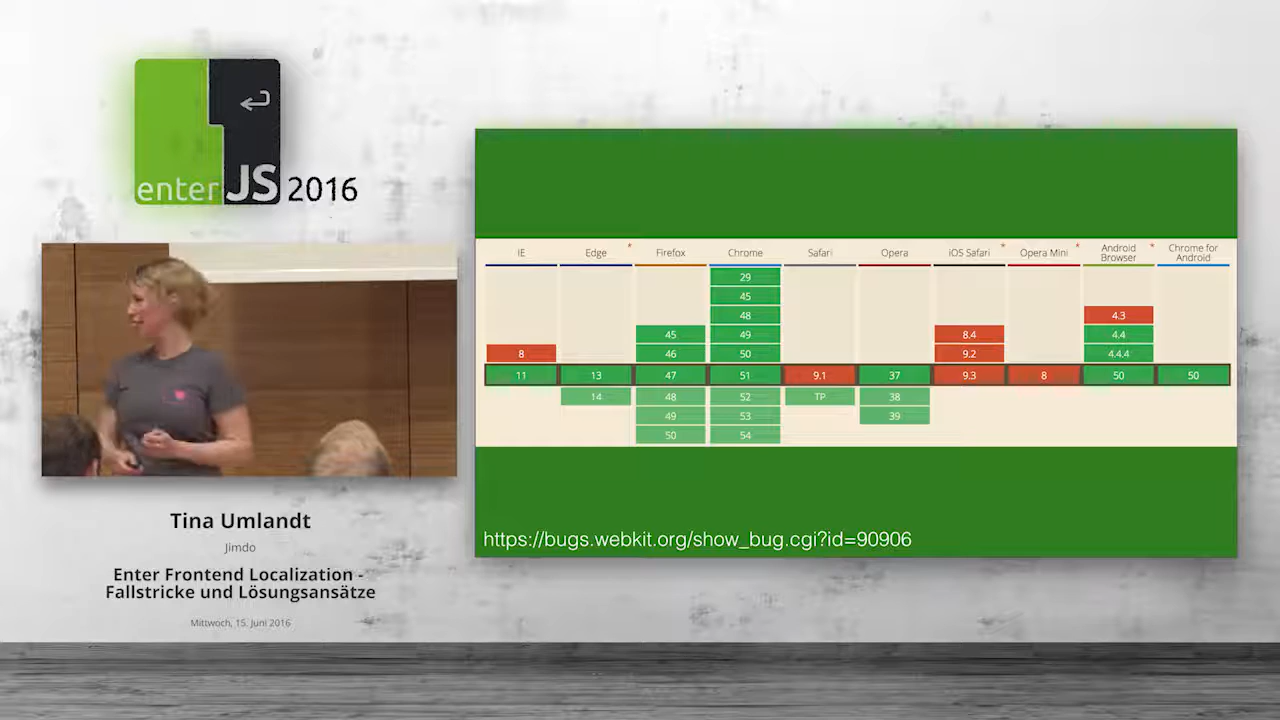 enterJS 2016
Tina Umlandt
Jimdo
Enter Frontend Localization -
Fallstricke und Lösungsansätze
Mittwoch, 15. Juni 2016
IE Edge * Firefox Chrome Safari Opera iOS Safari * Opera Mini * Android Browser * Chrome for Android
29
45
48 4.3
45 49 8.4 4.4
8 46 50 9.2 4.4.4
11 13 47 51 9.1 37 9.3 8 50 50
14 48 52 TP 38
49 53 39
50 54
https://bugs.webkit.org/show_bug.cgi?id=90906